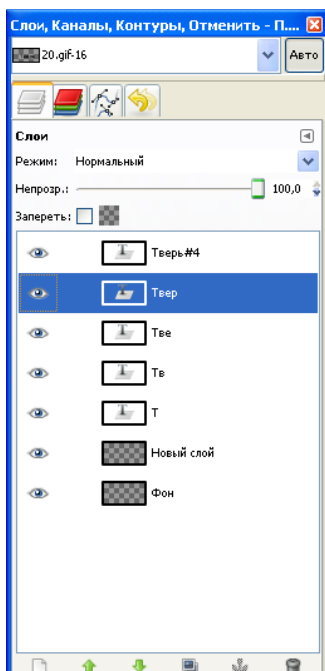 Слои, Каналы, Контуры, Отменить - П....
20.gif-16
Авто
Слои
Режим: Нормальный
Непрозр.: 100,0
Запереть:
Тверь#4
Твер
Тве
Тв
Т
Новый слой
Фон